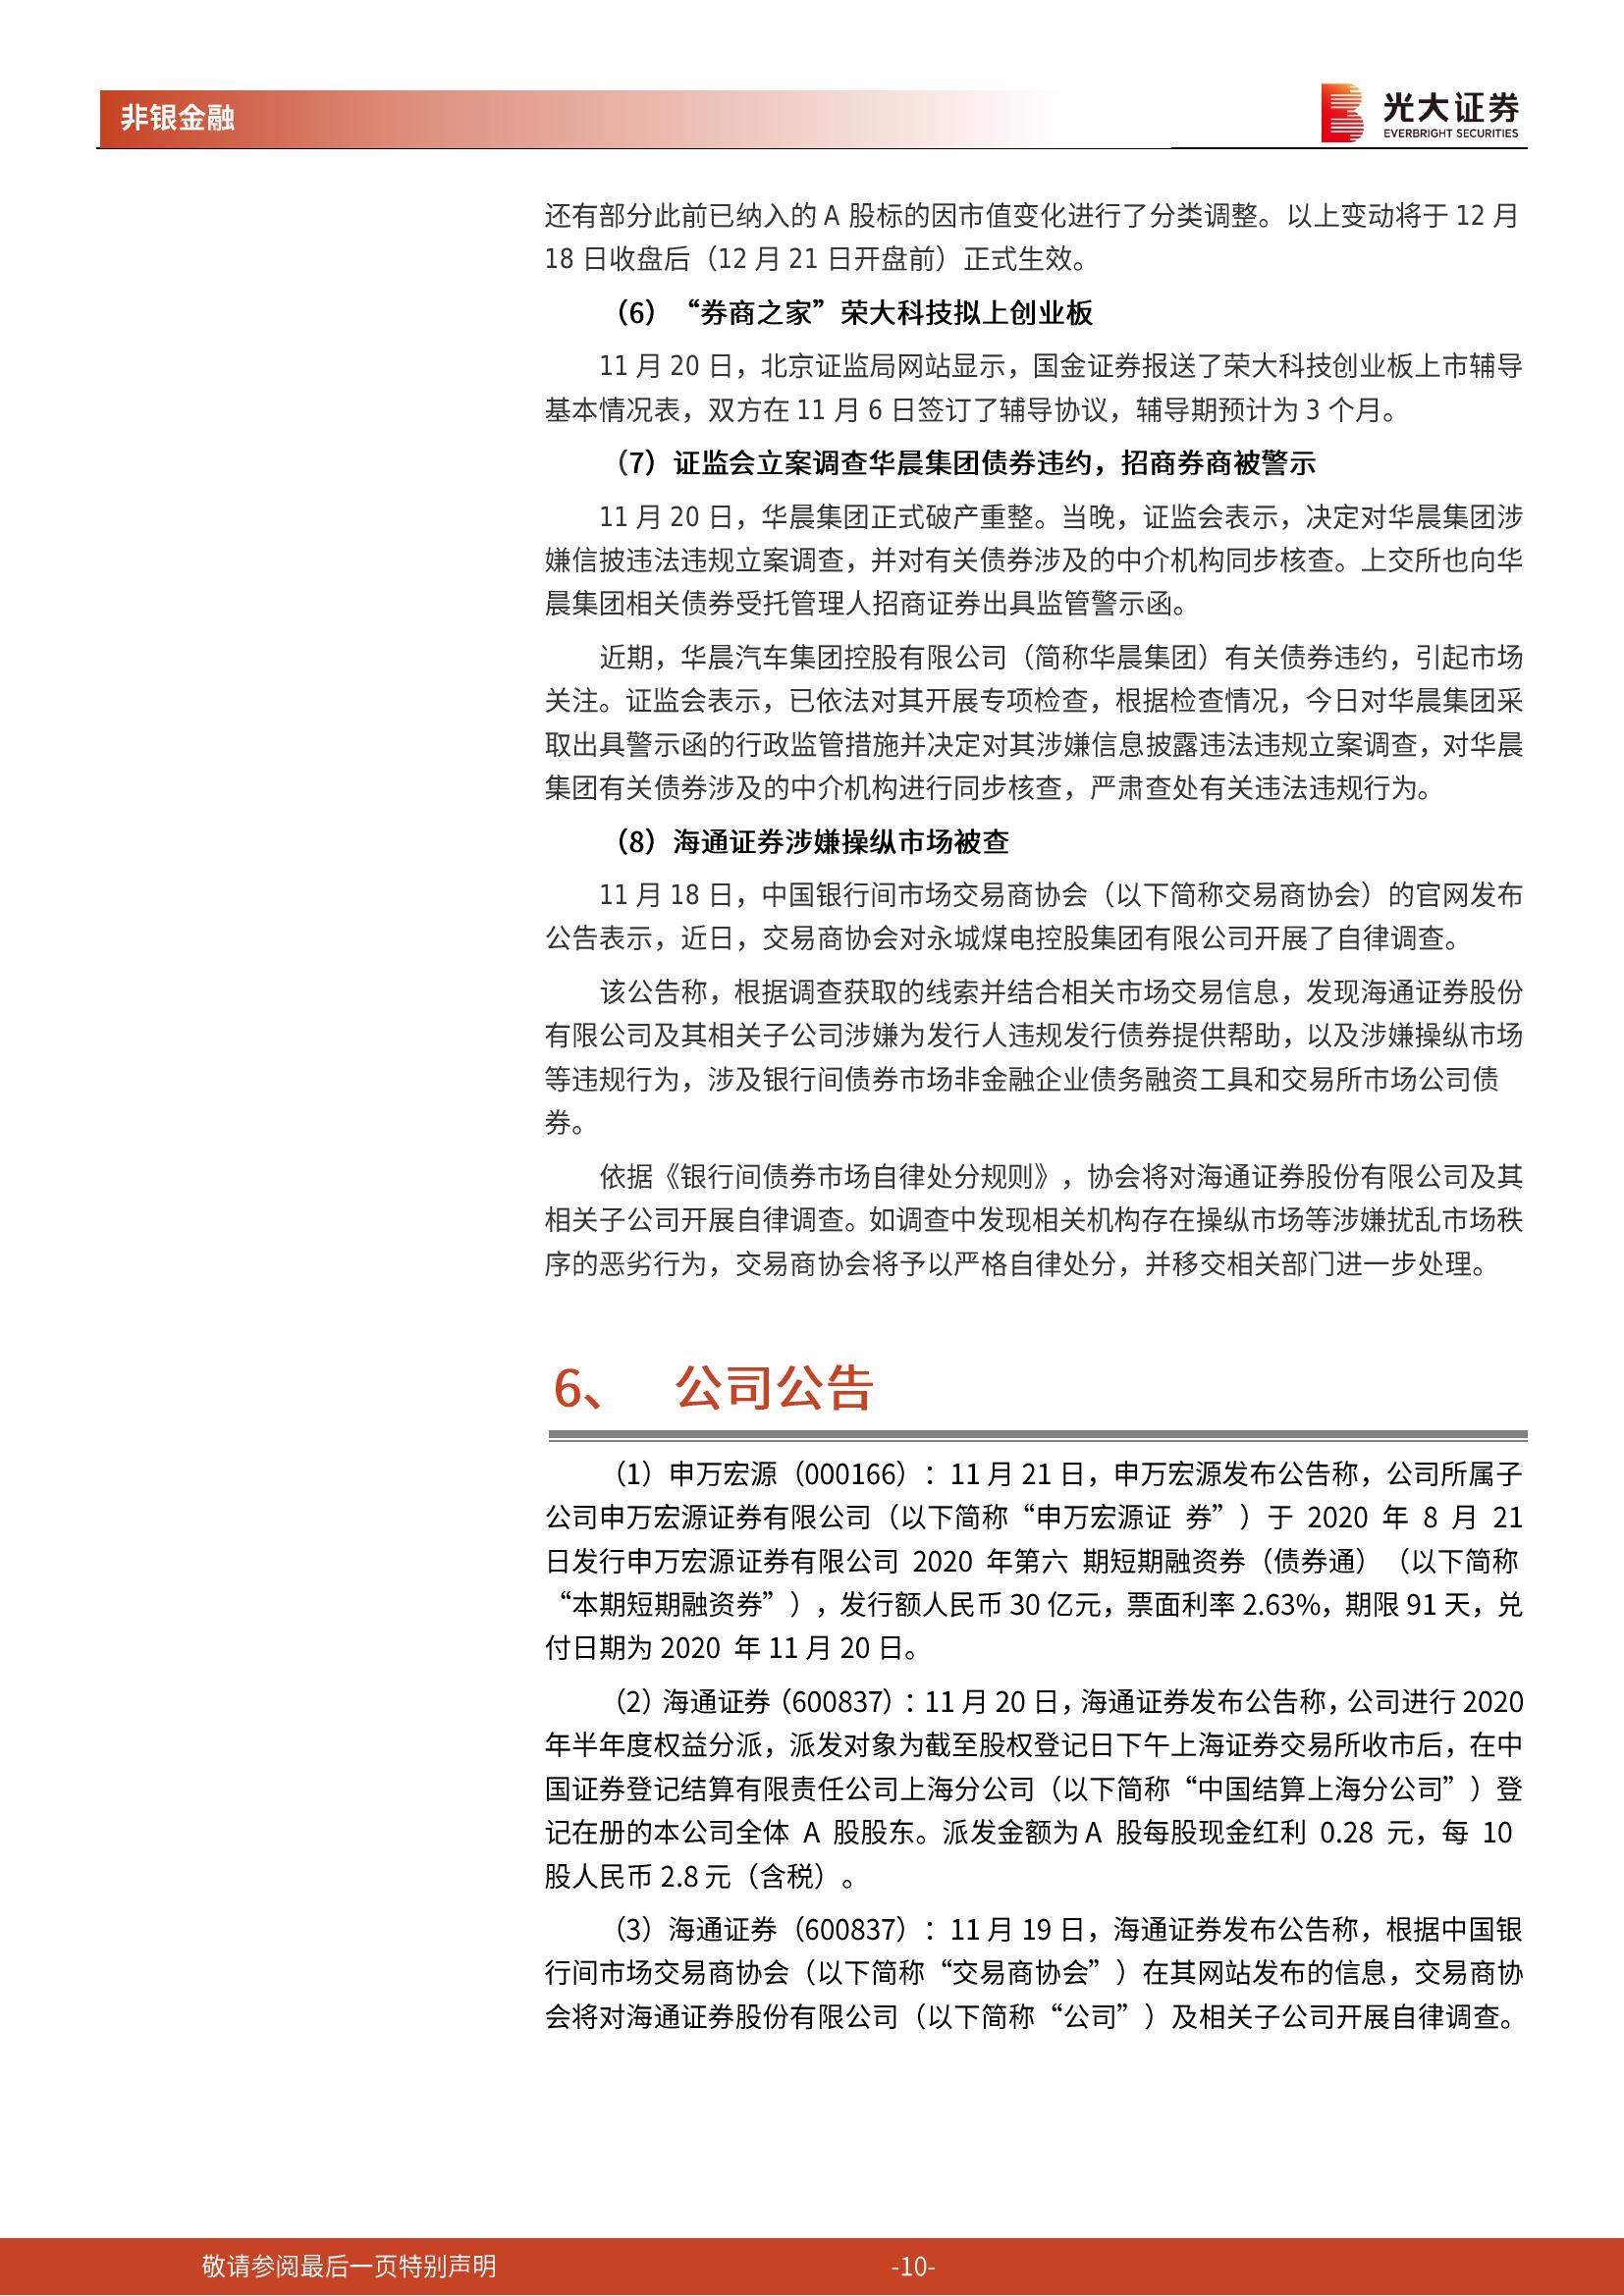 非银金融
光大证券
EVERBRIGHT SECURITIES
还有部分此前已纳入的 A 股标的因市值变化进行了分类调整。以上变动将于 12 月
18 日收盘后（12 月 21 日开盘前）正式生效。
（6）“券商之家”荣大科技拟上创业板
11 月 20 日，北京证监局网站显示，国金证券报送了荣大科技创业板上市辅导
基本情况表，双方在 11 月 6 日签订了辅导协议，辅导期预计为 3 个月。
（7）证监会立案调查华晨集团债券违约，招商券商被警示
11 月 20 日，华晨集团正式破产重整。当晚，证监会表示，决定对华晨集团涉
嫌信披违法违规立案调查，并对有关债券涉及的中介机构同步核查。上交所也向华
晨集团相关债券受托管理人招商证券出具监管警示函。
近期，华晨汽车集团控股有限公司（简称华晨集团）有关债券违约，引起市场
关注。证监会表示，已依法对其开展专项检查，根据检查情况，今日对华晨集团采
取出具警示函的行政监管措施并决定对其涉嫌信息披露违法违规立案调查，对华晨
集团有关债券涉及的中介机构进行同步核查，严肃查处有关违法违规行为。
（8）海通证券涉嫌操纵市场被查
11 月 18 日，中国银行间市场交易商协会（以下简称交易商协会）的官网发布
公告表示，近日，交易商协会对永城煤电控股集团有限公司开展了自律调查。
该公告称，根据调查获取的线索并结合相关市场交易信息，发现海通证券股份
有限公司及其相关子公司涉嫌为发行人违规发行债券提供帮助，以及涉嫌操纵市场
等违规行为，涉及银行间债券市场非金融企业债务融资工具和交易所市场公司债
券。
依据《银行间债券市场自律处分规则》，协会将对海通证券股份有限公司及其
相关子公司开展自律调查。如调查中发现相关机构存在操纵市场等涉嫌扰乱市场秩
序的恶劣行为，交易商协会将予以严格自律处分，并移交相关部门进一步处理。
6、 公司公告
（1）申万宏源（000166）：11 月 21 日，申万宏源发布公告称，公司所属子
公司申万宏源证券有限公司（以下简称“申万宏源证 券”）于 2020 年 8 月 21
日发行申万宏源证券有限公司 2020 年第六 期短期融资券（债券通）（以下简称
“本期短期融资券”），发行额人民币 30 亿元，票面利率 2.63%，期限 91 天，兑
付日期为 2020 年 11 月 20 日。
（2）海通证券（600837）：11 月 20 日，海通证券发布公告称，公司进行 2020
年半年度权益分派，派发对象为截至股权登记日下午上海证券交易所收市后，在中
国证券登记结算有限责任公司上海分公司（以下简称“中国结算上海分公司”）登
记在册的本公司全体 A 股股东。派发金额为 A 股每股现金红利 0.28 元，每 10
股人民币 2.8 元（含税）。
（3）海通证券（600837）：11 月 19 日，海通证券发布公告称，根据中国银
行间市场交易商协会（以下简称“交易商协会”）在其网站发布的信息，交易商协
会将对海通证券股份有限公司（以下简称“公司”）及相关子公司开展自律调查。
敬请参阅最后一页特别声明
-10-